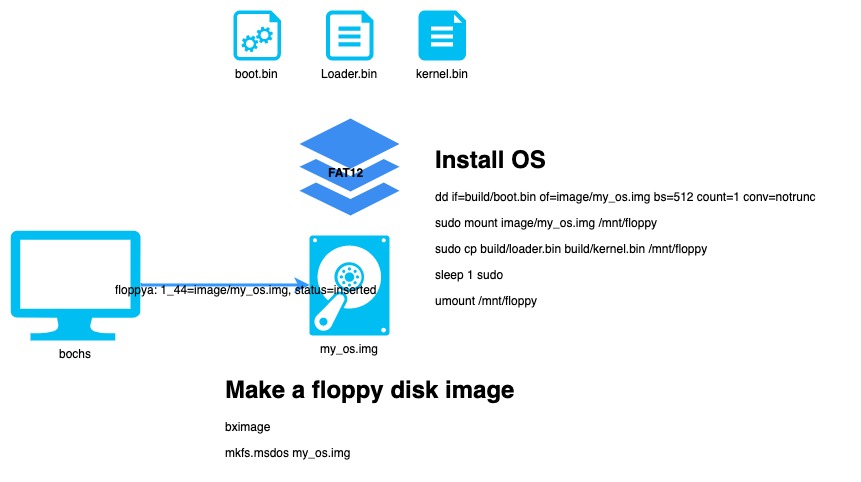 boot.bin
Loader.bin
kernel.bin
FAT12
Install OS
dd if=build/boot.bin of=image/my_os.img bs=512 count=1 conv=notrunc
sudo mount image/my_os.img /mnt/floppy
sudo cp build/loader.bin build/kernel.bin /mnt/floppy
sleep 1 sudo
umount /mnt/floppy
floppya: 1_44=image/my_os.img, status=inserted
bochs
my_os.img
Make a floppy disk image
bximage
mkfs.msdos my_os.img